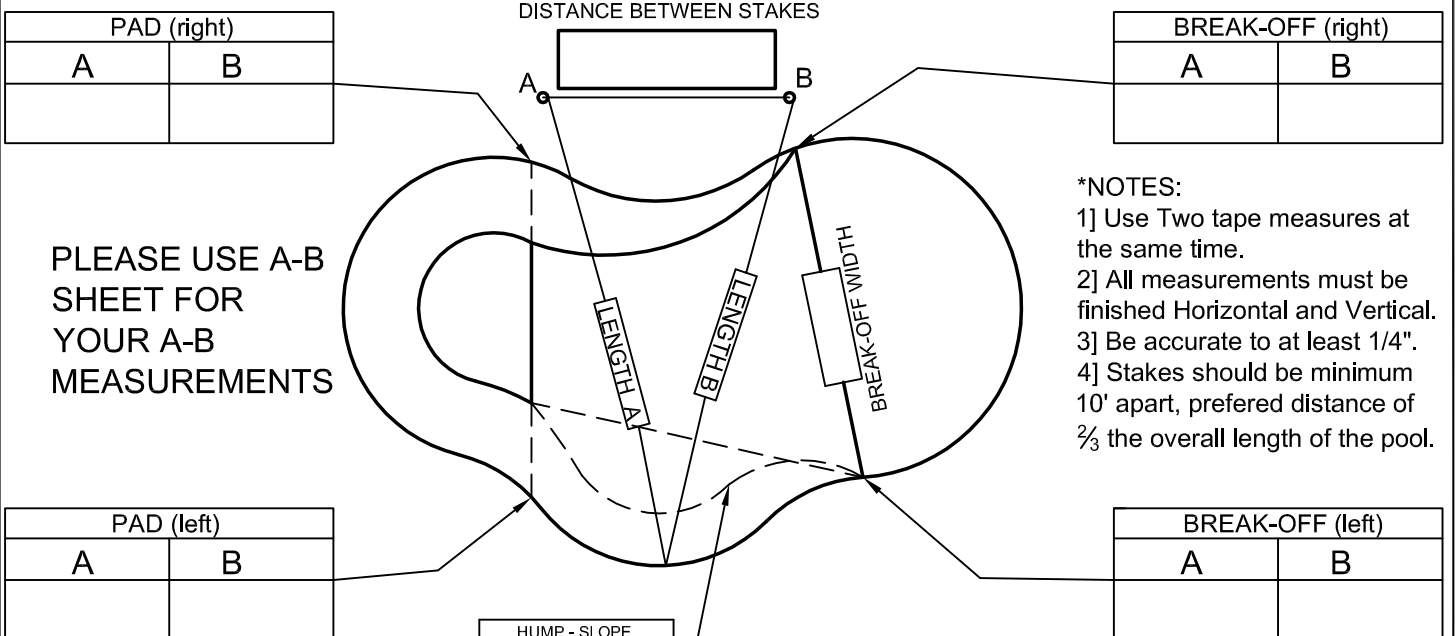 DISTANCE BETWEEN STAKES
PAD (right)
A B
BREAK-OFF (right)
A B
A
B
*NOTES:
1] Use Two tape measures at
the same time.
2] All measurements must be
finished Horizontal and Vertical.
3] Be accurate to at least 1/4".
4] Stakes should be minimum
10' apart, prefered distance of
⅔ the overall length of the pool.
PLEASE USE A-B
SHEET FOR
YOUR A-B
MEASUREMENTS
LENGTH A
LENGTH B
BREAK-OFF WIDTH
PAD (left)
A B
BREAK-OFF (left)
A B
HUMP - SLOPE